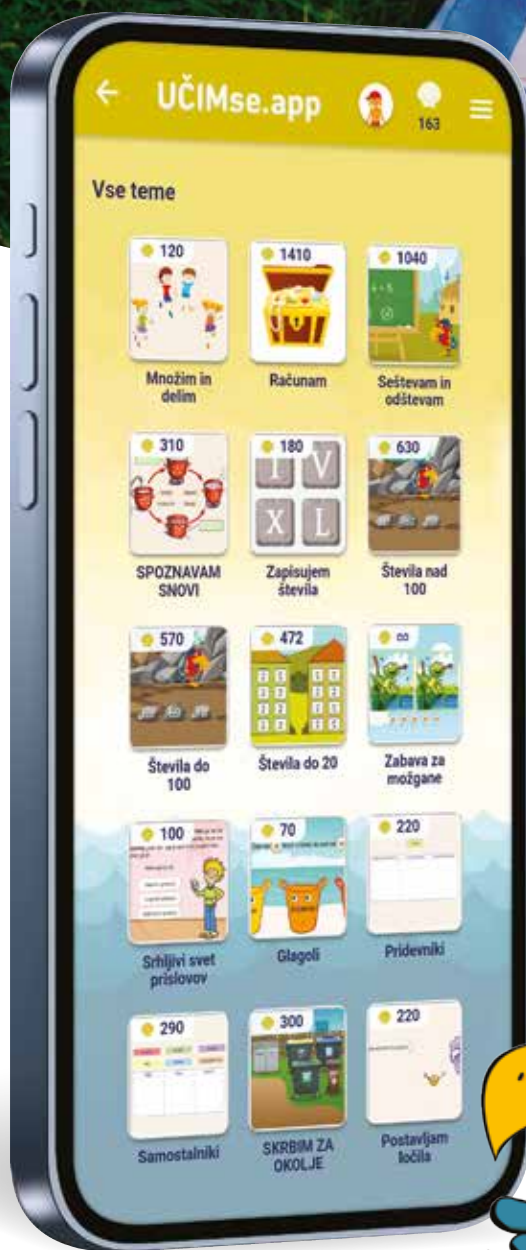 UČIMse.app
163
Vse teme
120
1410
1040
Množim in
delim
Računam
Seštevam in
odštevam
310
180
630
I V
X L
SPOZNAVAM
SNOVI
Zapisujem
števila
Števila nad
100
570
472
∞
Števila do
100
Števila do 20
Zabava za
možgane
100
70
220
Srhljivi svet
prislovov
Glagoli
Pridevniki
290
300
220
Samostalniki
SKRBIM ZA
OKOLJE
Postavljam
ločila